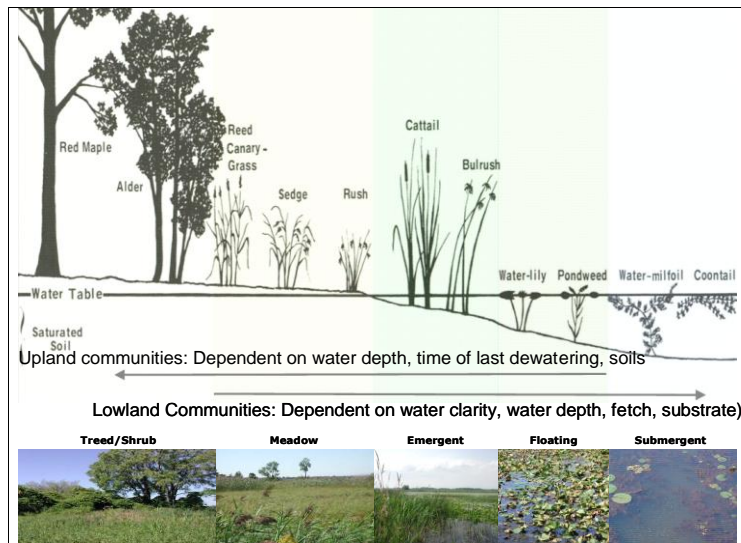 Red Maple
Alder
Reed
Canary-
Grass
Sedge
Rush
Cattail
Bulrush
Water-lily
Pondweed
Water-milfoil
Coontail
Water Table
Saturated
Soil
Upland communities: Dependent on water depth, time of last dewatering, soils
Lowland Communities: Dependent on water clarity, water depth, fetch, substrate)
Treed/Shrub
Meadow
Emergent
Floating
Submergent